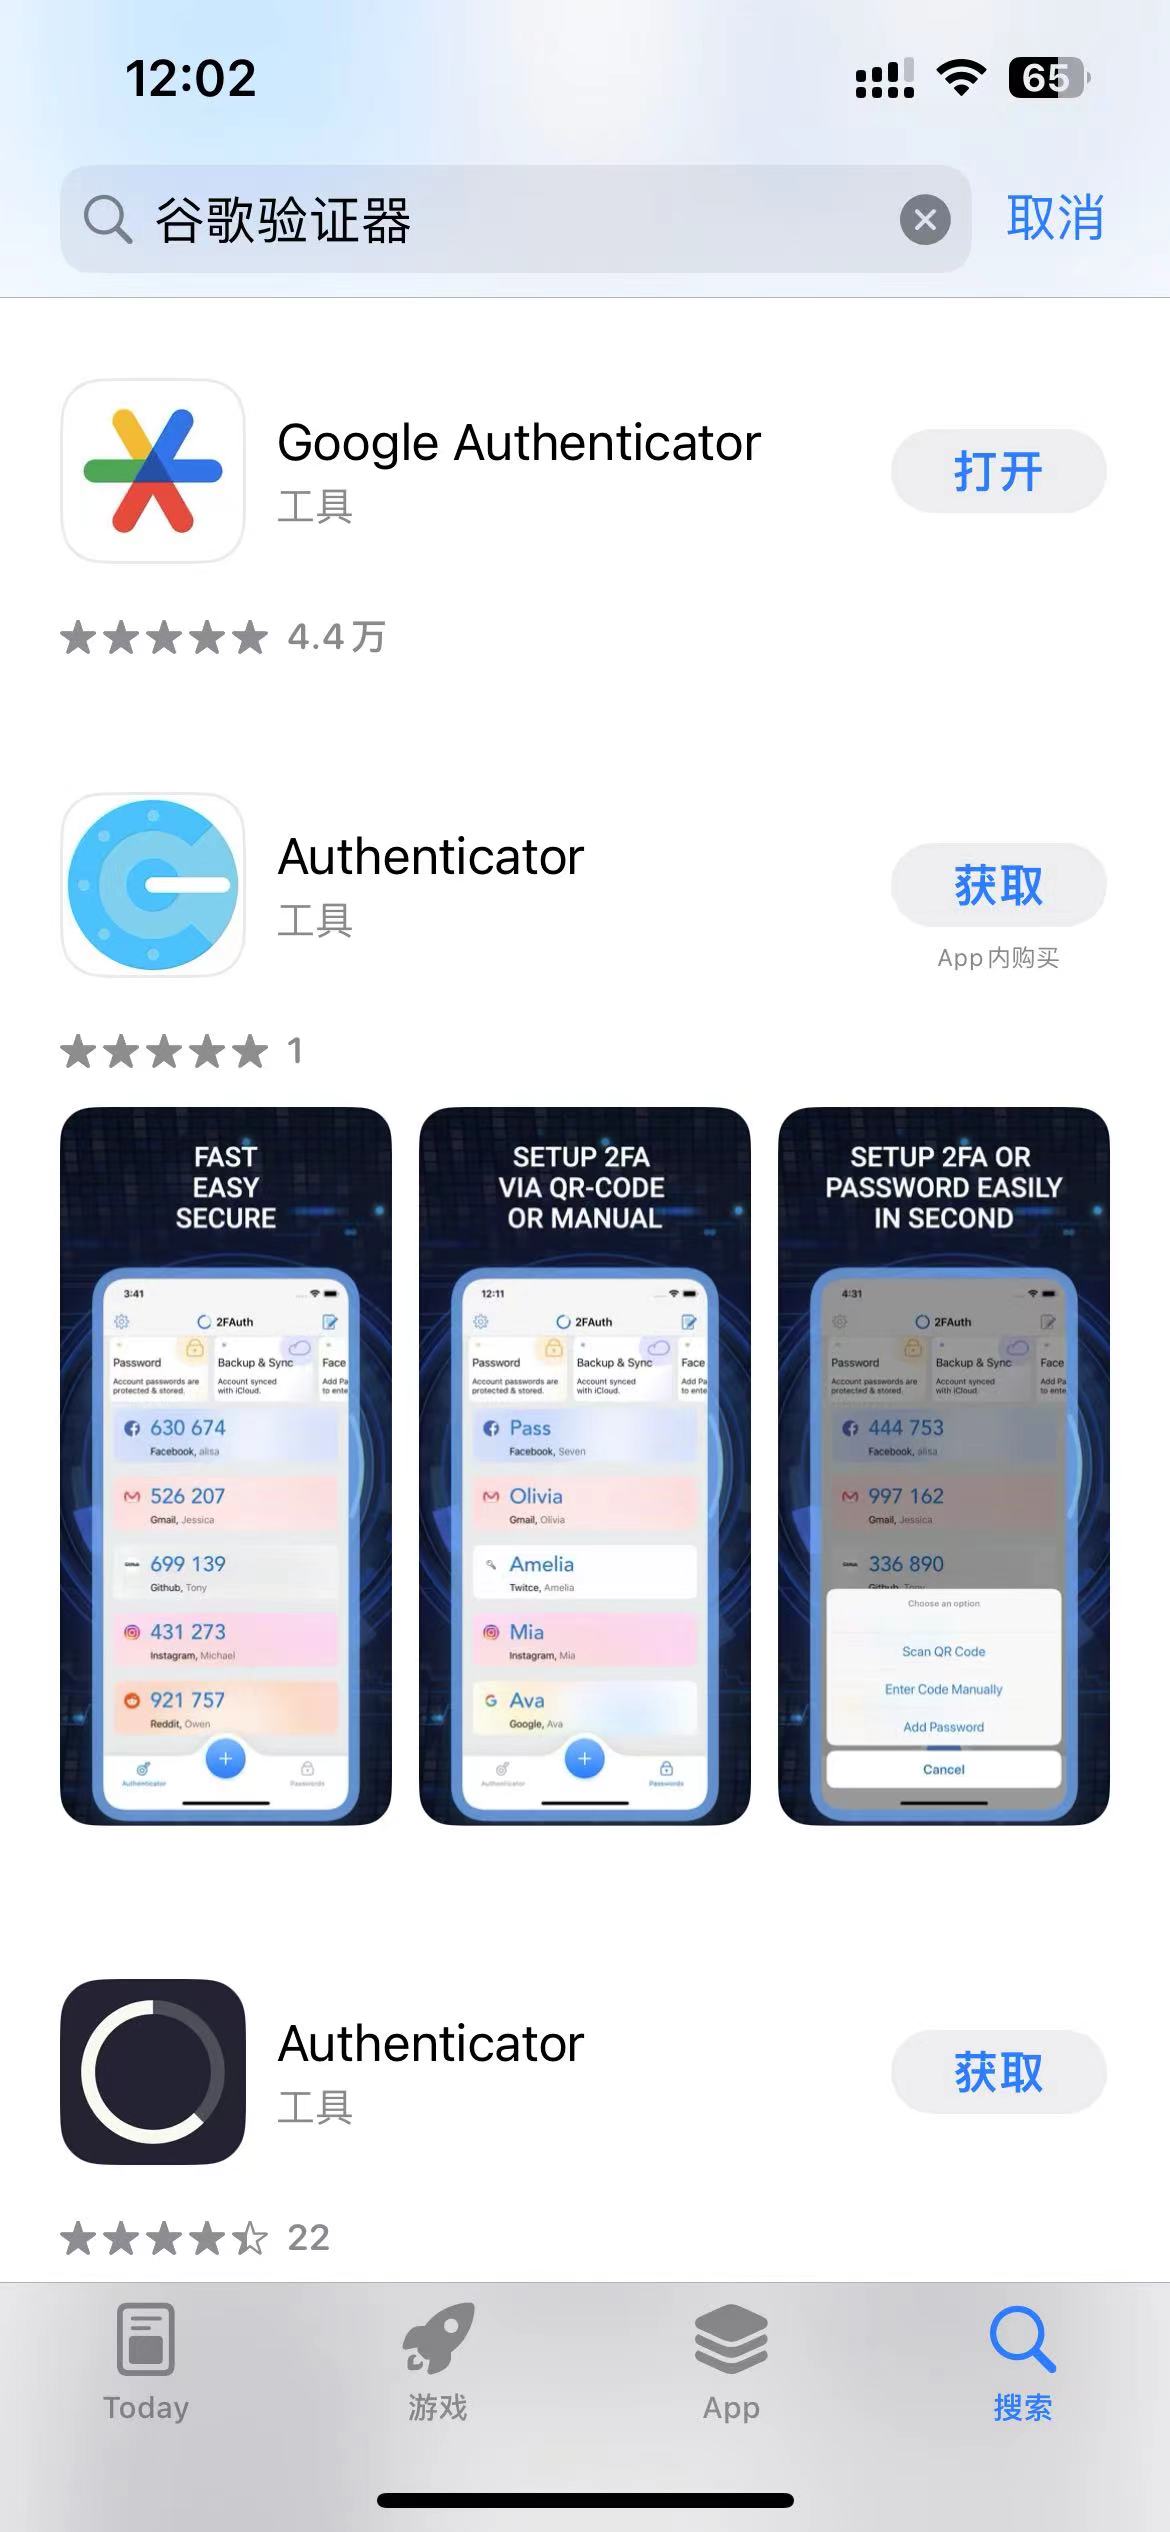 12:02
65
谷歌验证器
取消
Google Authenticator
工具
打开
4.4万
Authenticator
工具
获取
App内购买
1
FAST
EASY
SECURE
3:41
2FAuth
Password
Account passwords are
protected & stored.
Backup & Sync
Account synced
with iCloud.
Face
Add Pa
to ente
630 674
Facebook, alisa
526 207
Gmail, Jessica
699 139
Github, Tony
431 273
Instagram, Michael
921 757
Reddit, Owen
+
Authenticator
Passwords
SETUP 2FA
VIA QR-CODE
OR MANUAL
12:11
2FAuth
Password
Account passwords are
protected & stored.
Backup & Sync
Account synced
with iCloud.
Face
Add Pa
to ente
Pass
Facebook, Seven
Olivia
Gmail, Olivia
Amelia
Twitce, Amelia
Mia
Instagram, Mia
Ava
Google, Ava
+
Authenticator
Passwords
SETUP 2FA OR
PASSWORD EASILY
IN SECOND
4:31
2FAuth
Password
Account passwords are
protected & stored.
Backup & Sync
Account synced
with iCloud.
Face
Add Pa
to ente
444 753
Facebook, alisa
997 162
Gmail, Jessica
336 890
Github, Tony
Choose an option
Scan QR Code
Enter Code Manually
Add Password
Cancel
Authenticator
工具
获取
22
Today
游戏
App
搜索